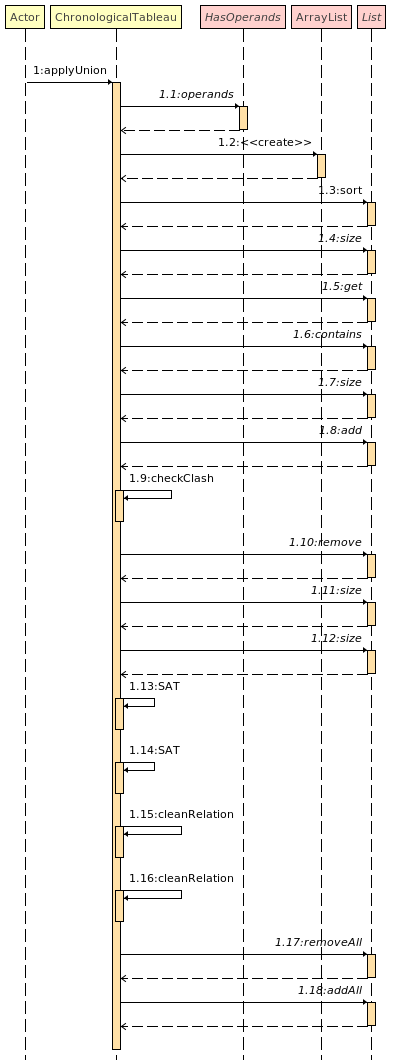 Actor
ChronologicalTableau
HasOperands
ArrayList
List
1:applyUnion
1.1:operands
1.2:<<create>>
1.3:sort
1.4:size
1.5:get
1.6:contains
1.7:size
1.8:add
1.9:checkClash
1.10:remove
1.11:size
1.12:size
1.13:SAT
1.14:SAT
1.15:cleanRelation
1.16:cleanRelation
1.17:removeAll
1.18:addAll